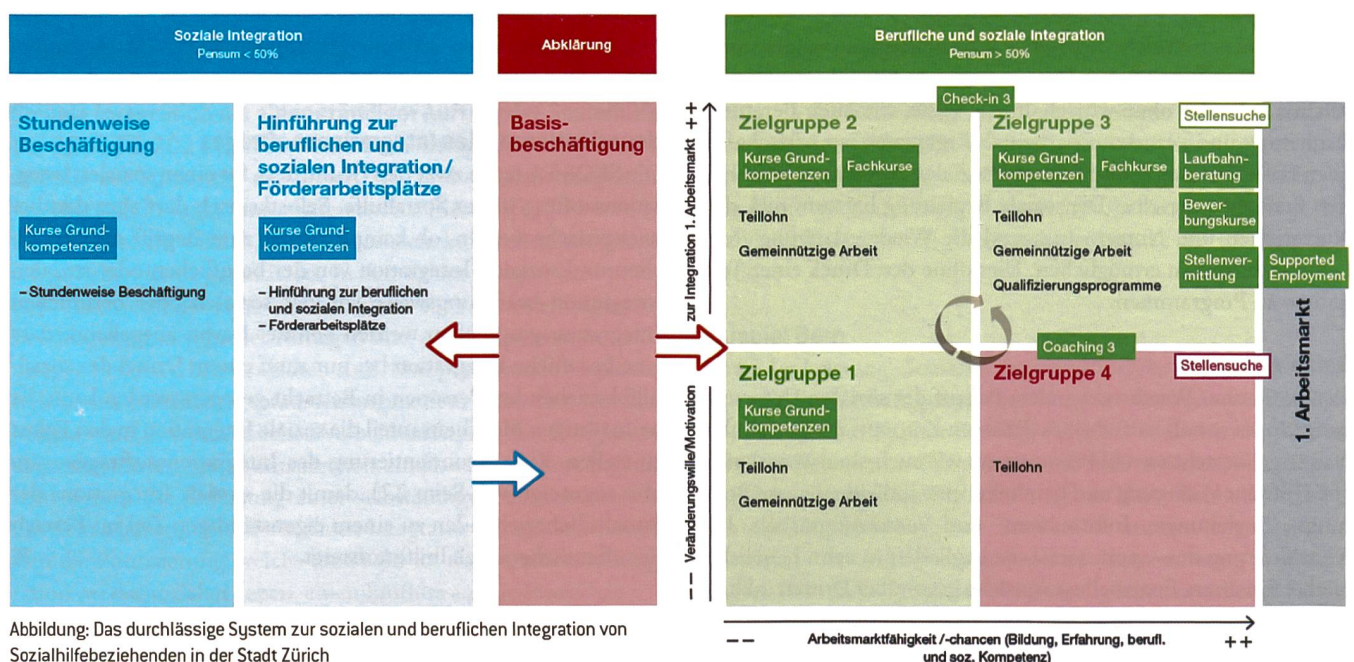 Soziale Integration
Pensum < 50%
Abklärung
Berufliche und soziale Integration
Pensum > 50%
Stundenweise
Beschäftigung
Kurse Grund-
kompetenzen
– Stundenweise Beschäftigung
Hinführung zur
beruflichen und
sozialen Integration/
Förderarbeitsplätze
Kurse Grund-
kompetenzen
– Hinführung zur beruflichen
und sozialen Integration
– Förderarbeitsplätze
Basis-
beschäftigung
– – Veränderungswille/Motivation
zur Integration 1. Arbeitsmarkt ++
Check-in 3
Zielgruppe 2
Kurse Grund-
kompetenzen
Fachkurse
Teillohn
Gemeinnützige Arbeit
Zielgruppe 3
Stellensuche
Kurse Grund-
kompetenzen
Fachkurse
Laufbahn-
beratung
Bewer-
bungskurse
Stellenver-
mittlung
Supported
Employment
Teillohn
Gemeinnützige Arbeit
Qualifizierungsprogramme
Coaching 3
Zielgruppe 1
Kurse Grund-
kompetenzen
Teillohn
Gemeinnützige Arbeit
Zielgruppe 4
Stellensuche
Teillohn
1. Arbeitsmarkt
– – Arbeitsmarktfähigkeit /-chancen (Bildung, Erfahrung, berufl. ++
und soz. Kompetenz)
Abbildung: Das durchlässige System zur sozialen und beruflichen Integration von
Sozialhilfebeziehenden in der Stadt Zürich